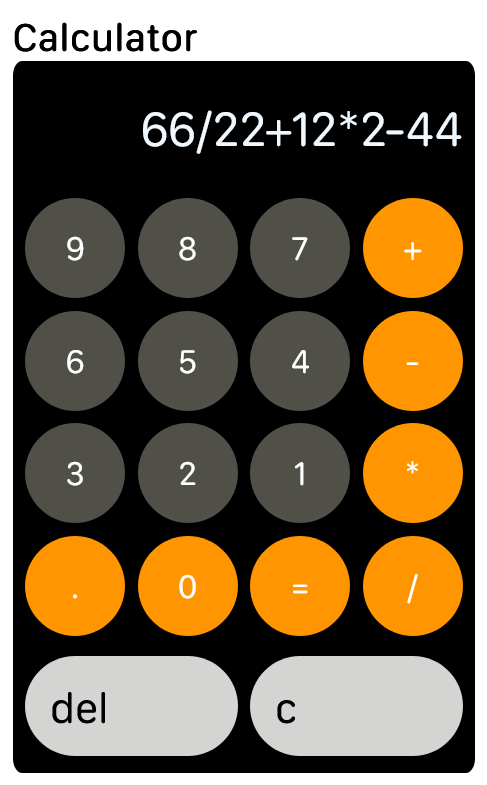 Calculator
66/22+12*2-44
9 8 7 +
6 5 4 -
3 2 1 *
. 0 = /
del c